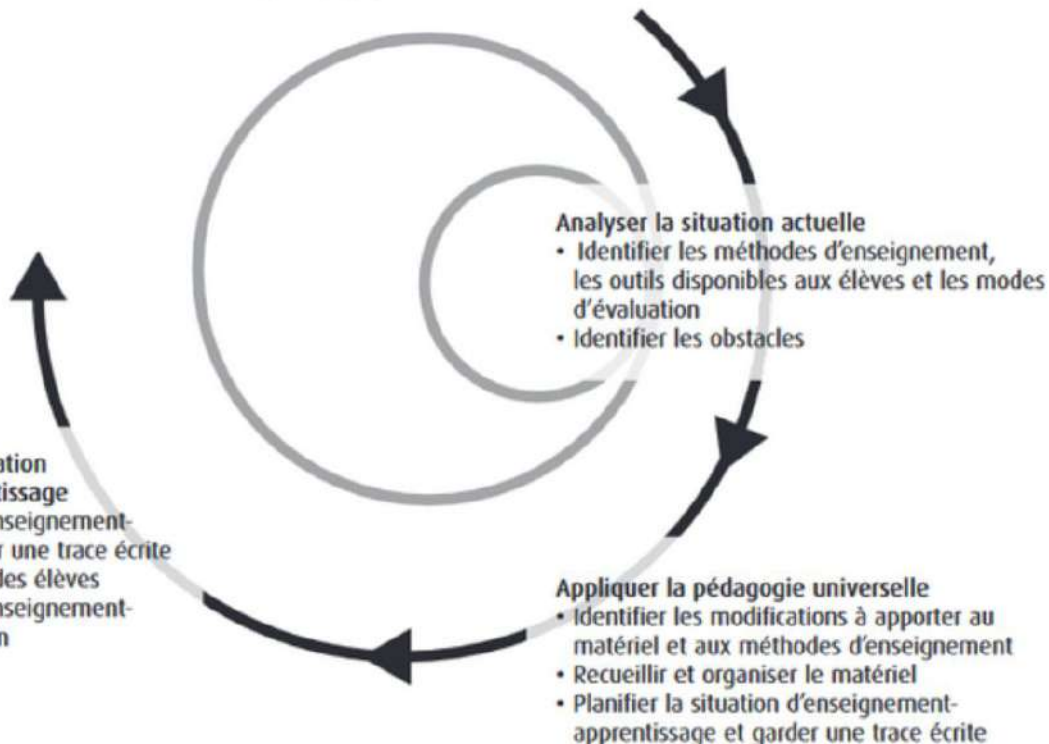 Analyser la situation actuelle
• Identifier les méthodes d'enseignement,
les outils disponibles aux élèves et les modes
d'évaluation
• Identifier les obstacles
Appliquer la pédagogie universelle
• Identifier les modifications à apporter au
matériel et aux méthodes d'enseignement
• Recueillir et organiser le matériel
• Planifier la situation d'enseignement-
apprentissage et garder une trace écrite
ation
tissage
nseignement-
r une trace écrite
des élèves
nseignement-
n